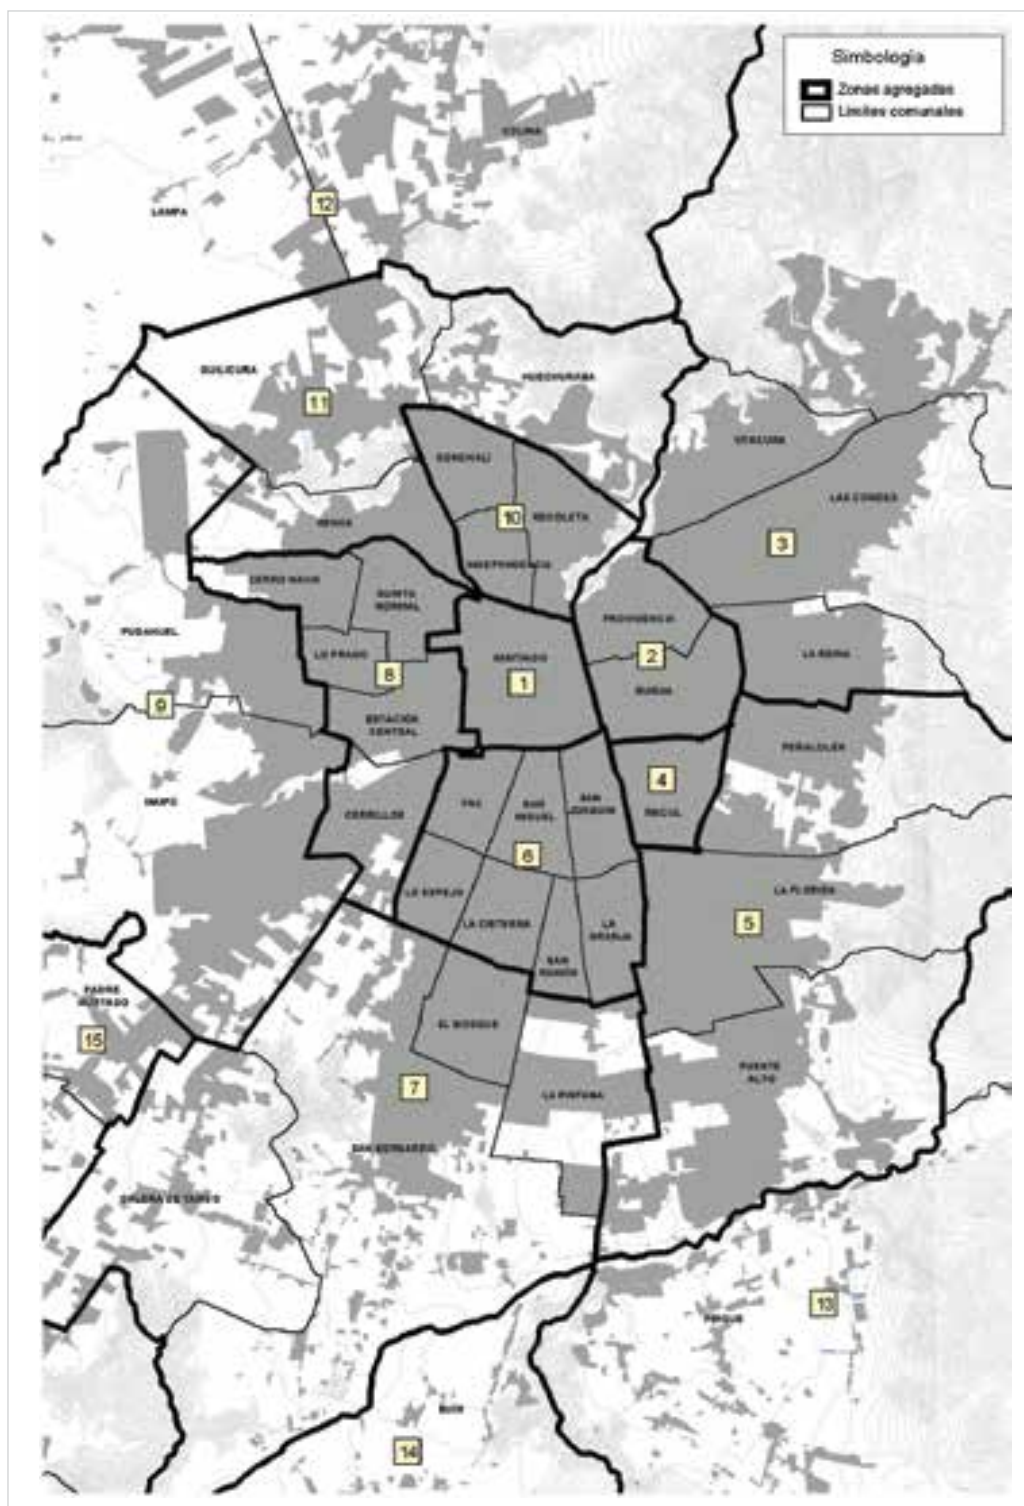 Simbología
Zonas agregadas
Límites comunales
COLINA
12
LAMPA
QUILICURA
HUECHURABA
11
VITACURA
CONCHALÍ
LAS CONDES
10
RECOLETA
RENCA
3
INDEPENDENCIA
CERRO NAVIA
QUINTA
NORMAL
PROVIDENCIA
PUDAHUEL
LO PRADO
SANTIAGO
2
LA REINA
8
1
ÑUÑOA
9
ESTACIÓN
CENTRAL
PEÑALOLÉN
4
MAIPÚ
CERRILLOS
PAC
SAN
MIGUEL
SAN
JOAQUÍN
MACUL
6
LO ESPEJO
LA FLORIDA
LA CISTERNA
LA
GRANJA
5
SAN
RAMÓN
PADRE
HURTADO
EL BOSQUE
15
PUENTE
ALTO
7
LA PINTANA
SAN BERNARDO
CALERA DE TANGO
13
PIRQUE
BUIN
14